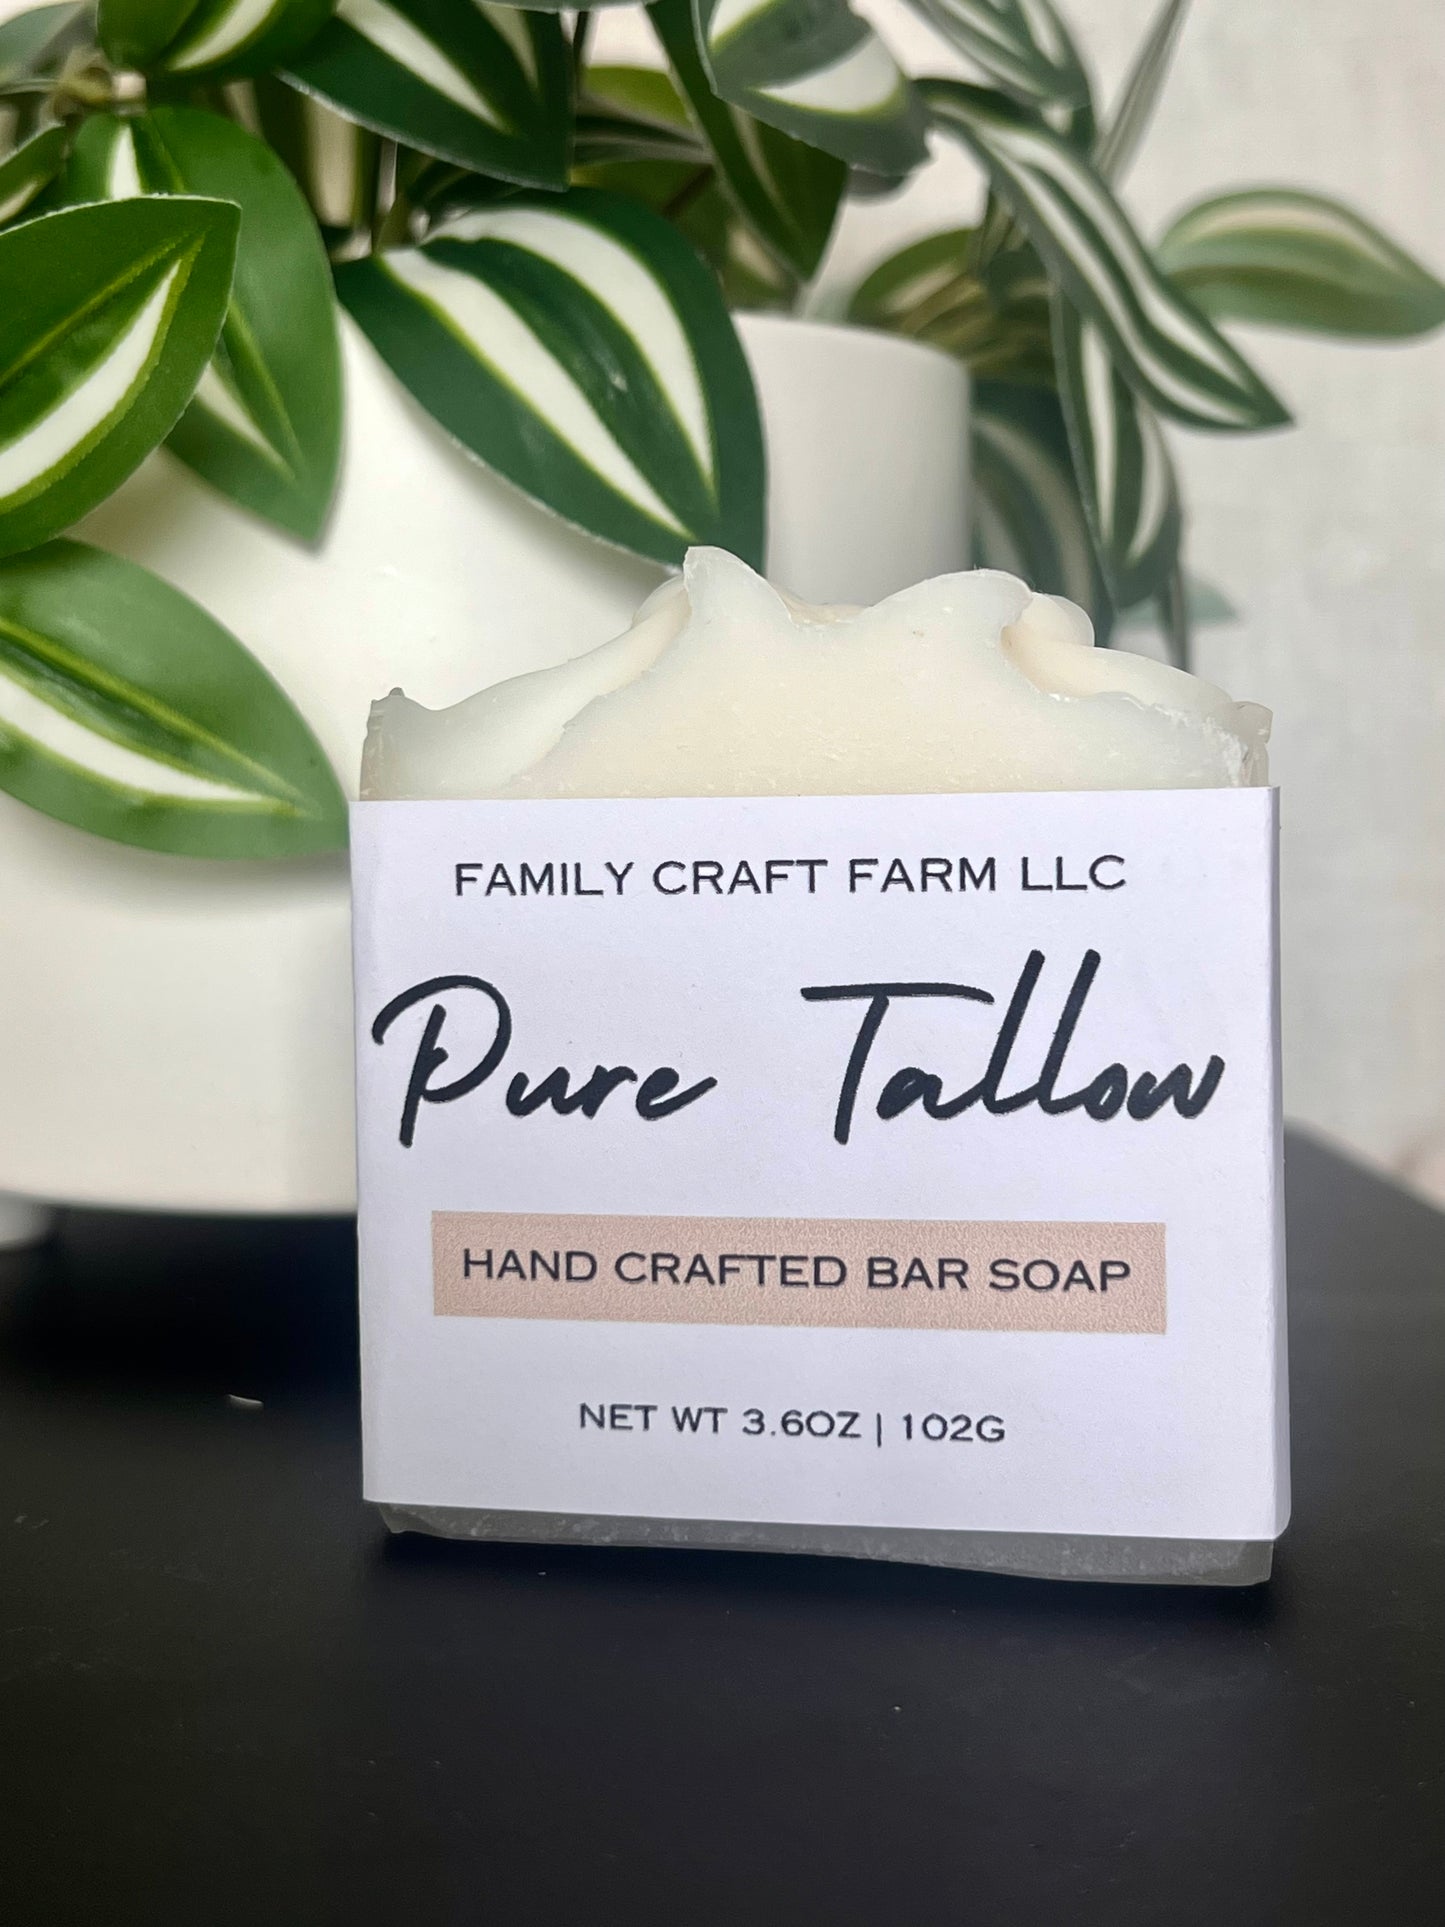 FAMILY CRAFT FARM LLC
Pure Tallow
HAND CRAFTED BAR SOAP
NET WT 3.6OZ | 102G